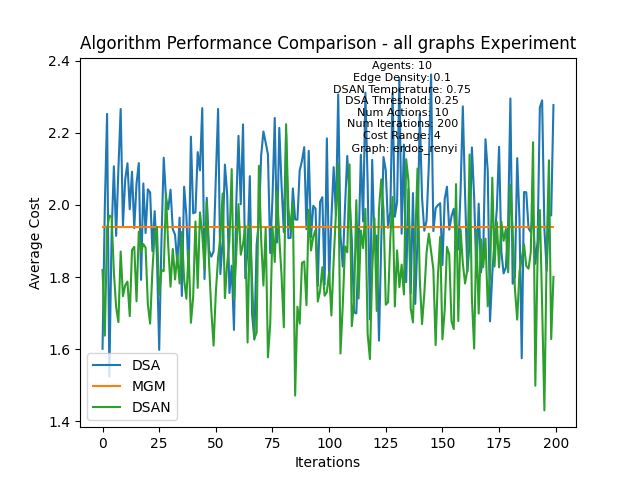 Algorithm Performance Comparison - all graphs Experiment
2.4
2.2
2.0
1.8
1.6
1.4
Average Cost
Agents: 10
Edge Density: 0.1
DSAN Temperature: 0.75
DSA Threshold: 0.25
Num Actions: 10
Num Iterations: 200
Cost Range: 4
Graph: erdos_renyi
DSA
MGM
DSAN
0 25 50 75 100 125 150 175 200
Iterations